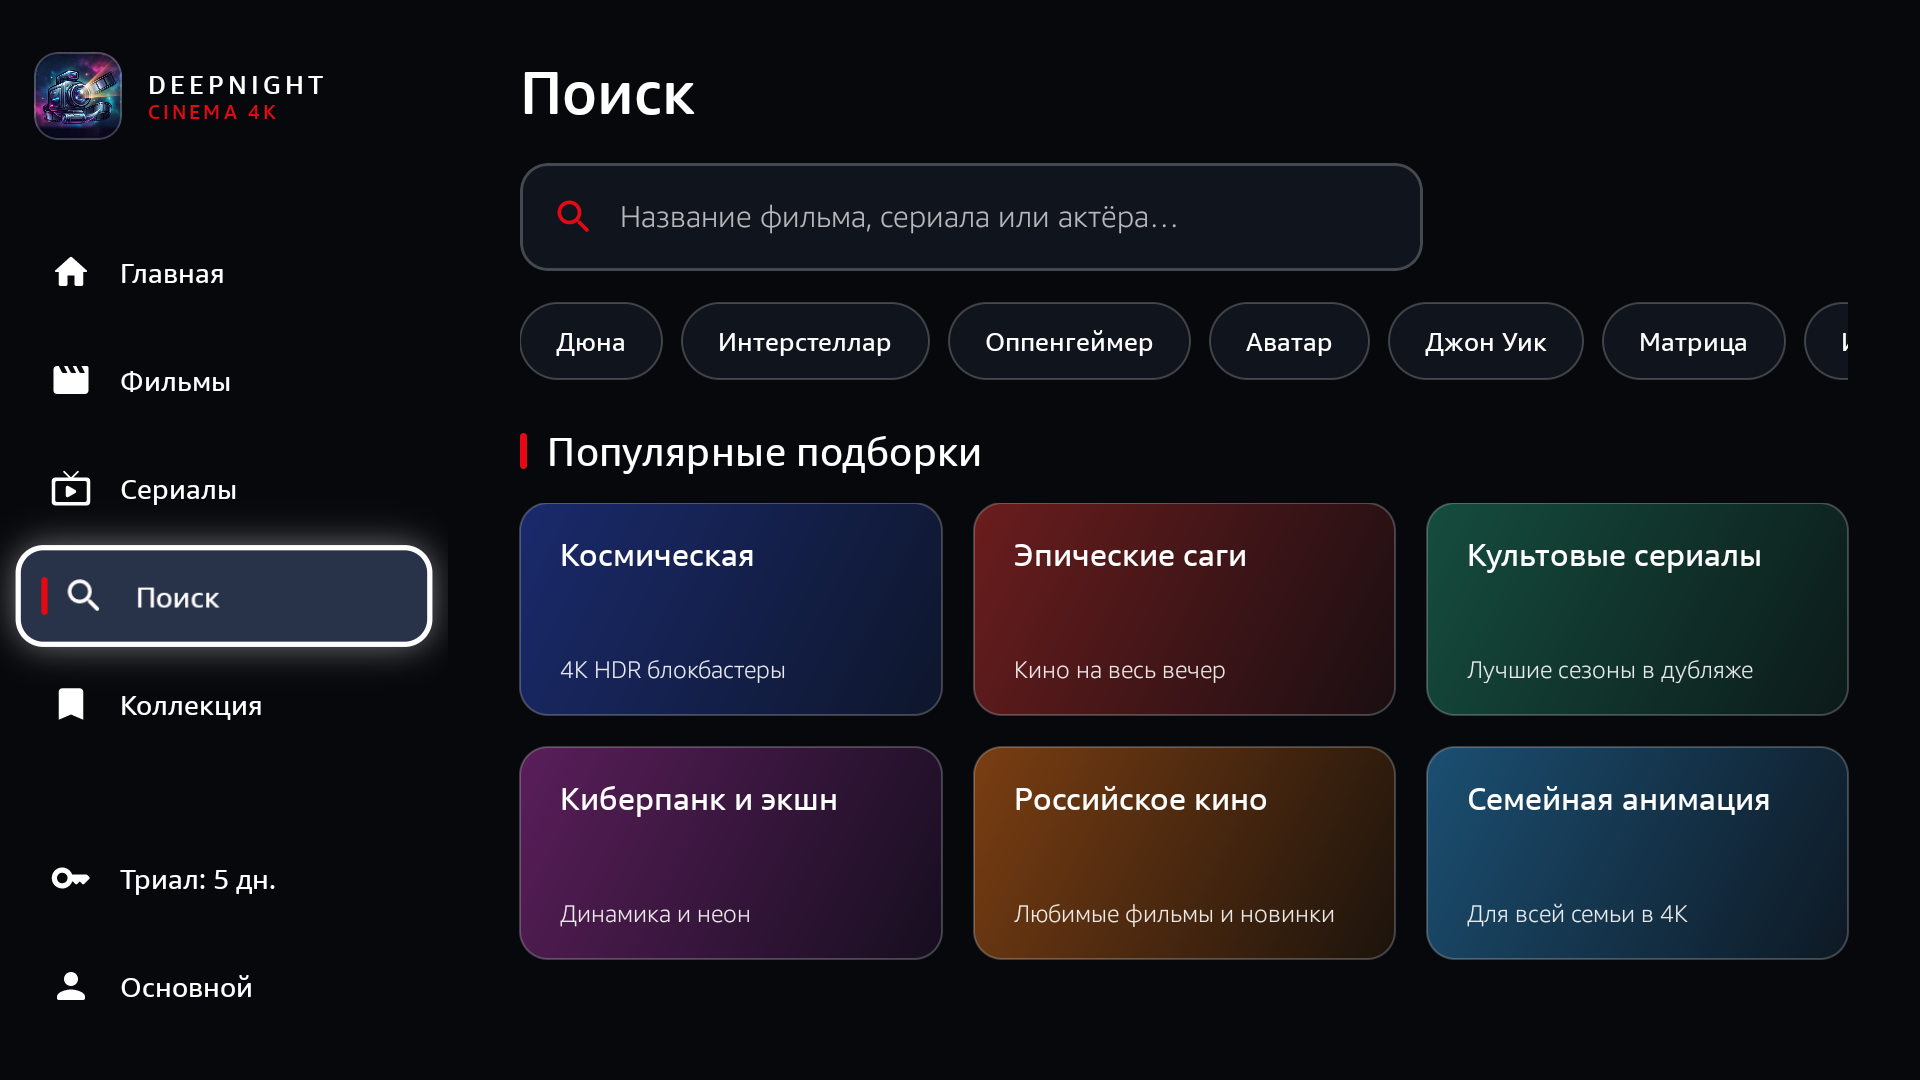 DEEPNIGHT
CINEMA 4K
Главная
Фильмы
Сериалы
Поиск
Коллекция
Триал: 5 дн.
Основной
Поиск
Название фильма, сериала или актёра...
Дюна
Интерстеллар
Оппенгеймер
Аватар
Джон Уик
Матрица
Популярные подборки
Космическая
4K HDR блокбастеры
Эпические саги
Кино на весь вечер
Культовые сериалы
Лучшие сезоны в дубляже
Киберпанк и экшн
Динамика и неон
Российское кино
Любимые фильмы и новинки
Семейная анимация
Для всей семьи в 4K